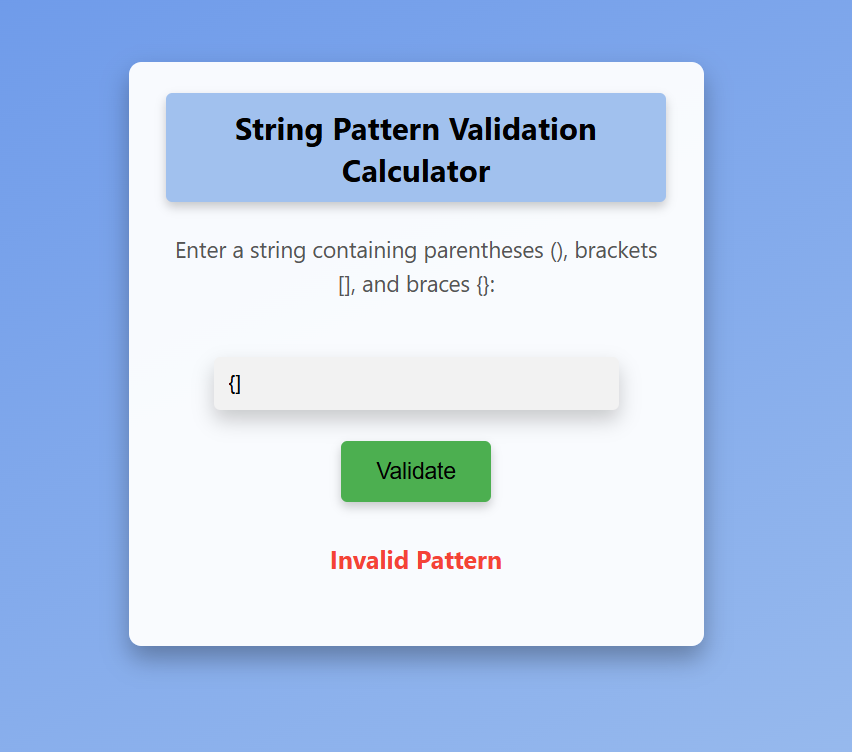 String Pattern Validation
Calculator
Enter a string containing parentheses (), brackets
[], and braces {}:
{]
Validate
Invalid Pattern